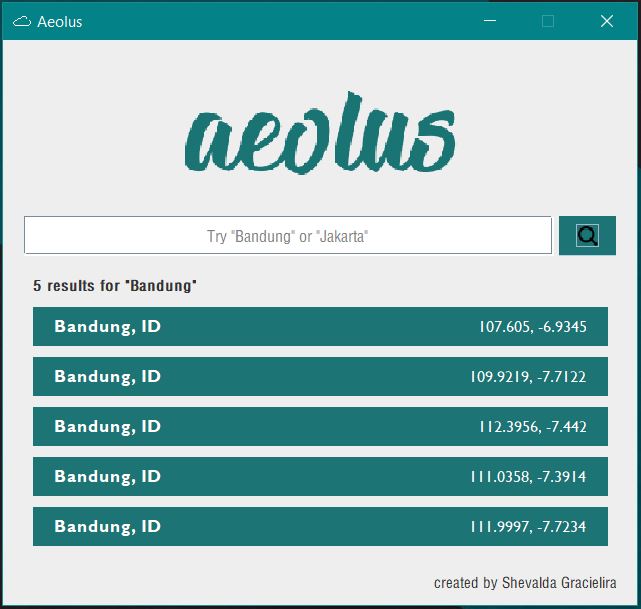 Aeolus
aeolus
Try "Bandung" or "Jakarta"
5 results for "Bandung"
Bandung, ID 107.605, -6.9345
Bandung, ID 109.9219, -7.7122
Bandung, ID 112.3956, -7.442
Bandung, ID 111.0358, -7.3914
Bandung, ID 111.9997, -7.7234
created by Shevalda Gracielira